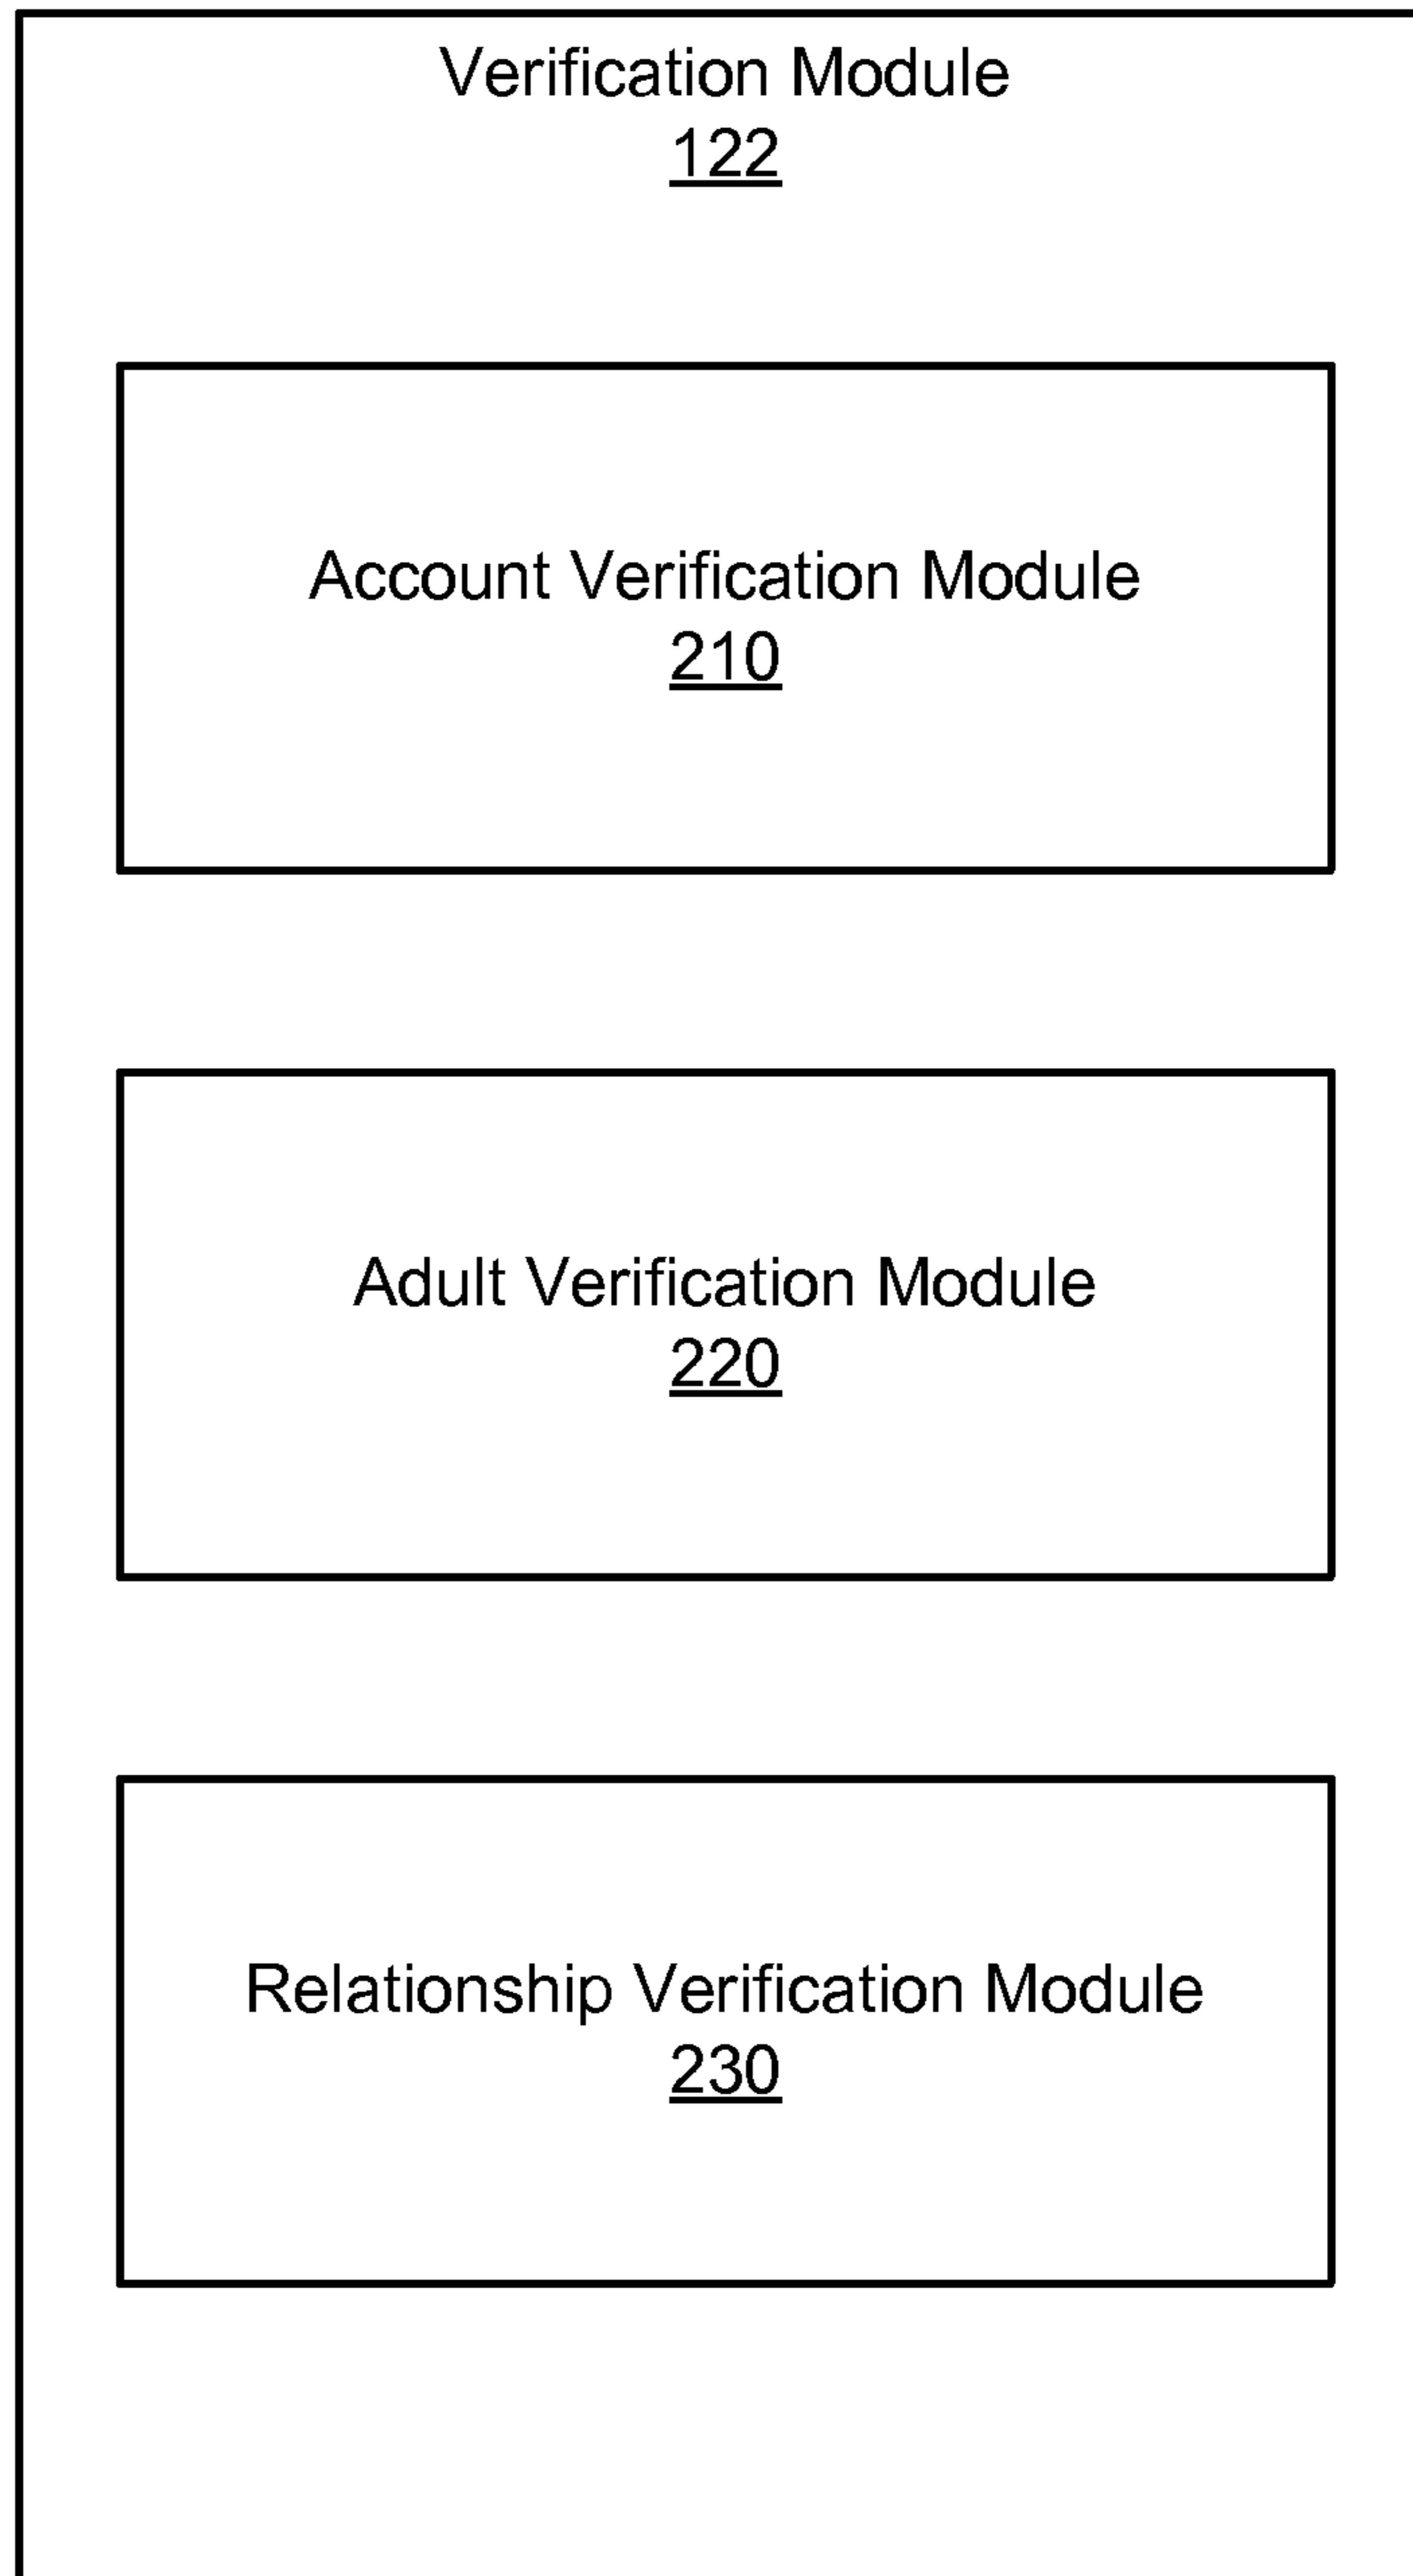 Verification Module
122
Account Verification Module
210
Adult Verification Module
220
Relationship Verification Module
230